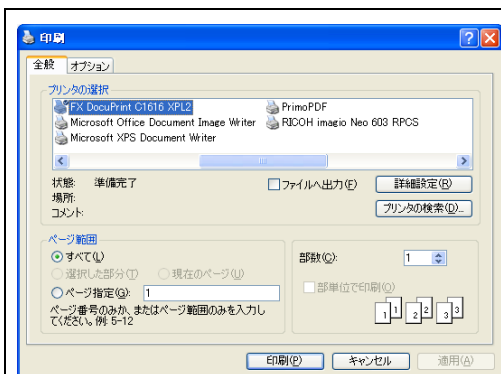 印刷
全般 オプション
プリンタの選択
FX DocuPrint C1616 XPL2 PrimoPDF
Microsoft Office Document Image Writer RICOH imagio Neo 603 RPCS
Microsoft XPS Document Writer
状態: 準備完了 ファイルへ出力(F) 詳細設定(R)
場所:
コメント: プリンタの検索(D)...
ページ範囲
すべて(L) 部数(C): 1
選択した部分(T) 現在のページ(U) 部単位で印刷(O)
ページ指定(G): 1
ページ番号のみか、またはページ範囲のみを入力し
てください。例: 5-12
1 1 2 2 3 3
印刷(P) キャンセル 適用(A)